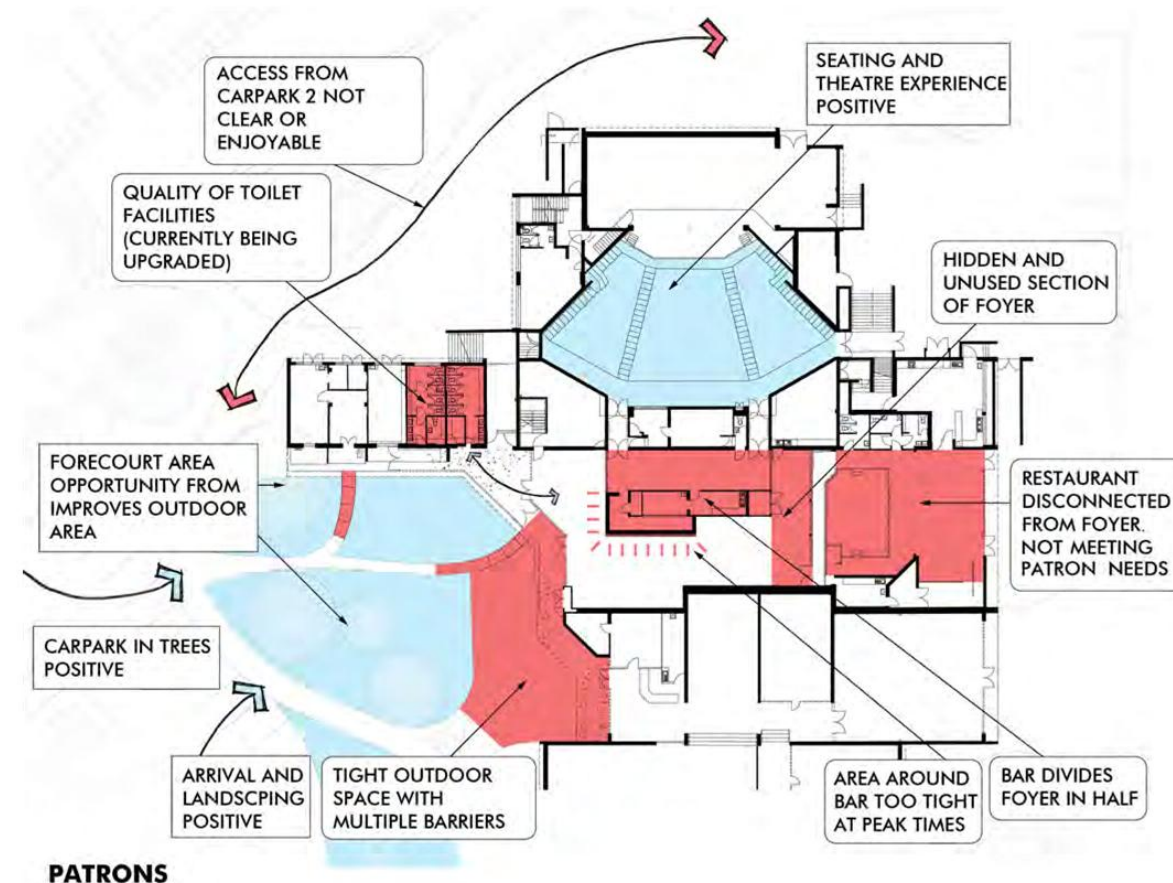 ACCESS FROM
CARPARK 2 NOT
CLEAR OR
ENJOYABLE
SEATING AND
THEATRE EXPERIENCE
POSITIVE
QUALITY OF TOILET
FACILITIES
(CURRENTLY BEING
UPGRADED)
HIDDEN AND
UNUSED SECTION
OF FOYER
FORECOURT AREA
OPPORTUNITY FROM
IMPROVES OUTDOOR
AREA
RESTAURANT
DISCONNECTED
FROM FOYER.
NOT MEETING
PATRON NEEDS
CARPARK IN TREES
POSITIVE
ARRIVAL AND
LANDSCPING
POSITIVE
TIGHT OUTDOOR
SPACE WITH
MULTIPLE BARRIERS
AREA AROUND
BAR TOO TIGHT
AT PEAK TIMES
BAR DIVIDES
FOYER IN HALF
PATRONS